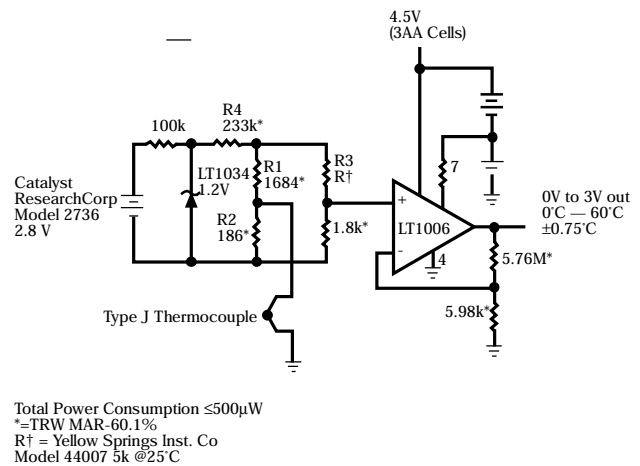 4.5V
(3AA Cells)
R4
233k*
100k
R1
1684*
R3
R†
LT1034
1.2V
7
Catalyst
ResearchCorp
Model 2736
2.8 V
R2
186*
1.8k*
+
LT1006
-
4
0V to 3V out
0°C — 60°C
±0.75°C
5.76M*
5.98k*
Type J Thermocouple
Total Power Consumption ≤500µW
*=TRW MAR-60.1%
R† = Yellow Springs Inst. Co
Model 44007 5k @25°C